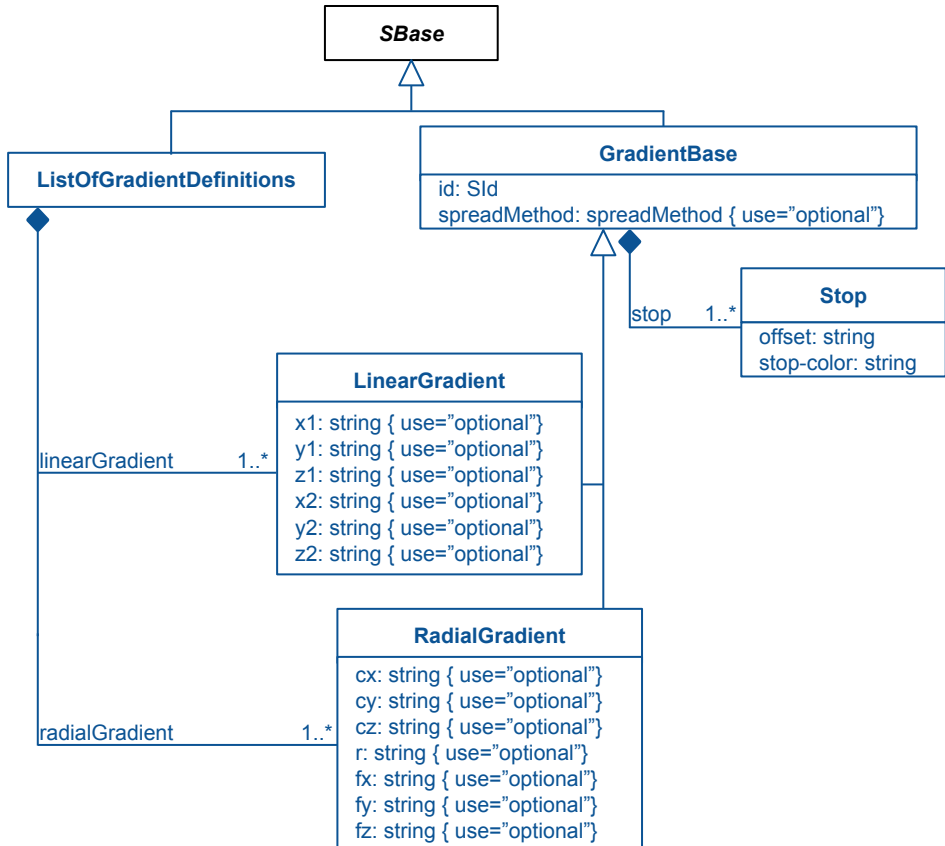 SBase
ListOfGradientDefinitions
GradientBase
id: SId
spreadMethod: spreadMethod { use=”optional”}
stop 1..*
Stop
offset: string
stop-color: string
LinearGradient
x1: string { use=”optional”}
y1: string { use=”optional”}
z1: string { use=”optional”}
x2: string { use=”optional”}
y2: string { use=”optional”}
z2: string { use=”optional”}
linearGradient 1..*
RadialGradient
cx: string { use=”optional”}
cy: string { use=”optional”}
cz: string { use=”optional”}
r: string { use=”optional”}
fx: string { use=”optional”}
fy: string { use=”optional”}
fz: string { use=”optional”}
radialGradient 1..*